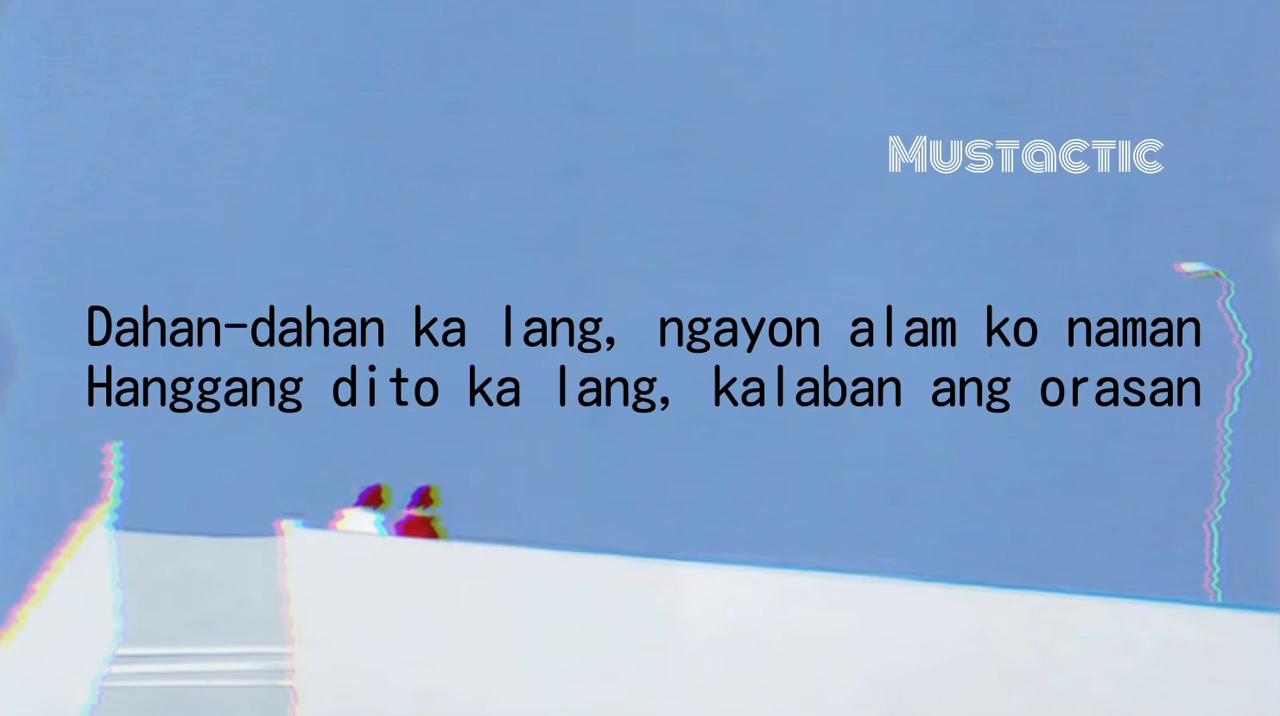 Mustactic
Dahan-dahan ka lang, ngayon alam ko naman
Hanggang dito ka lang, kalaban ang orasan